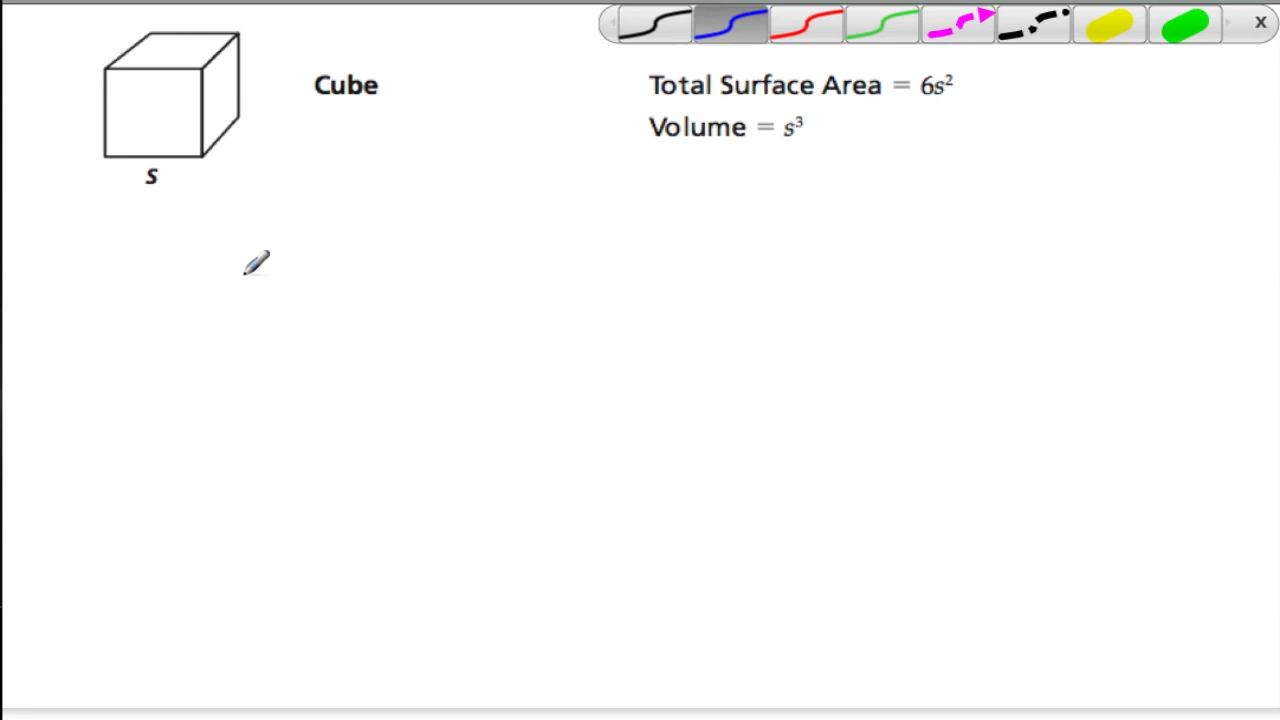 Cube
Total Surface Area = 6s²
Volume = s³
s
x